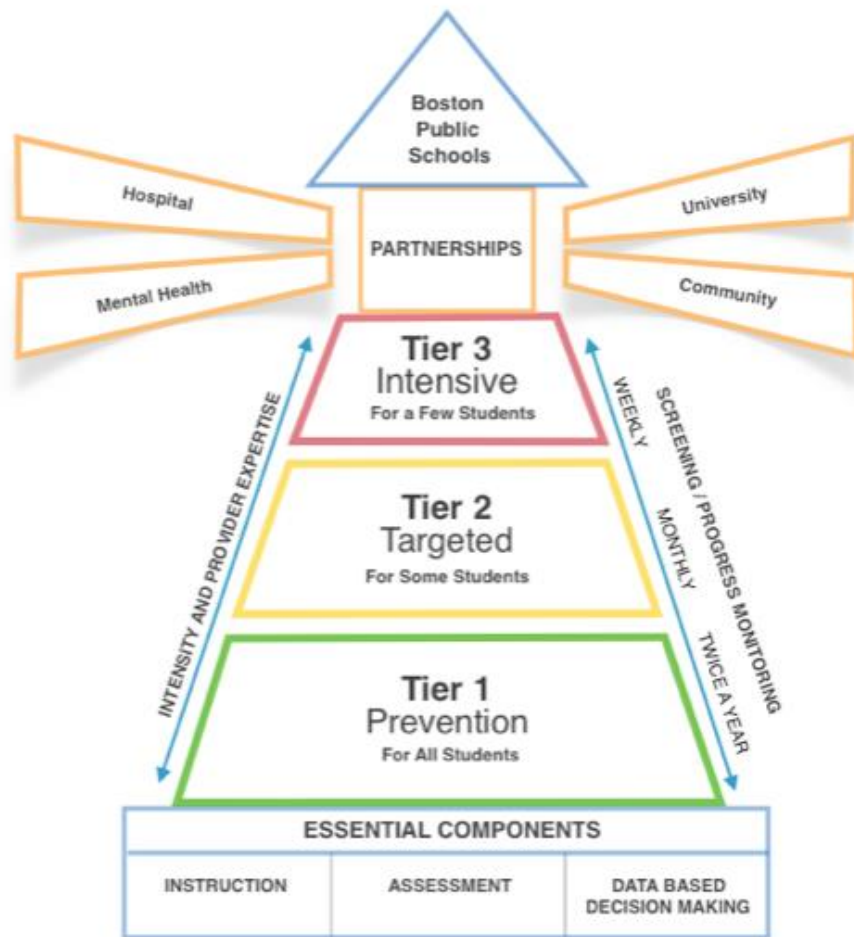 Boston
Public
Schools
Hospital
University
PARTNERSHIPS
Mental Health
Community
Tier 3
Intensive
For a Few Students
WEEKLY
SCREENING / PROGRESS MONITORING
INTENSITY AND PROVIDER EXPERTISE
Tier 2
Targeted
For Some Students
MONTHLY
Tier 1
Prevention
For All Students
TWICE A YEAR
ESSENTIAL COMPONENTS
INSTRUCTION
ASSESSMENT
DATA BASED
DECISION MAKING